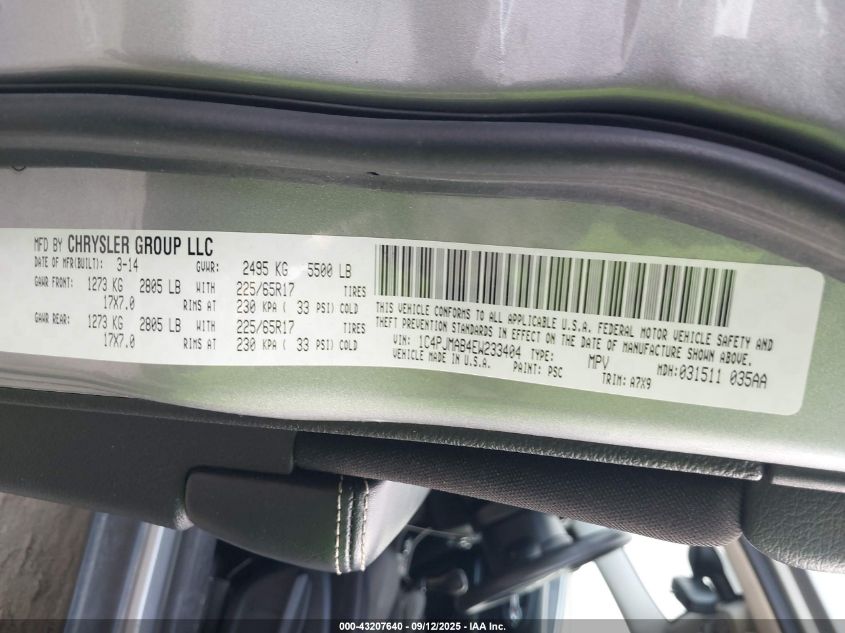 MFD BY CHRYSLER GROUP LLC
DATE OF MFR(BUILT): 3-14 GVWR: 2495 KG 5500 LB
GAWR FRONT: 1273 KG 2805 LB WITH 225/65R17 TIRES
17X7.0 RIMS AT 230 KPA ( 33 PSI) COLD
GAWR REAR: 1273 KG 2805 LB WITH 225/65R17 TIRES
17X7.0 RIMS AT 230 KPA ( 33 PSI) COLD
THIS VEHICLE CONFORMS TO ALL APPLICABLE U.S.A. FEDERAL MOTOR VEHICLE SAFETY AND
THEFT PREVENTION STANDARDS IN EFFECT ON THE DATE OF MANUFACTURE SHOWN ABOVE.
VIN: 1C4PJMAB4EW233404 TYPE: MPV MDH:031511 035AA
VEHICLE MADE IN U.S.A. PAINT: PSC TRIM: A7X9
000-43207640 - 09/12/2025 - IAA Inc.